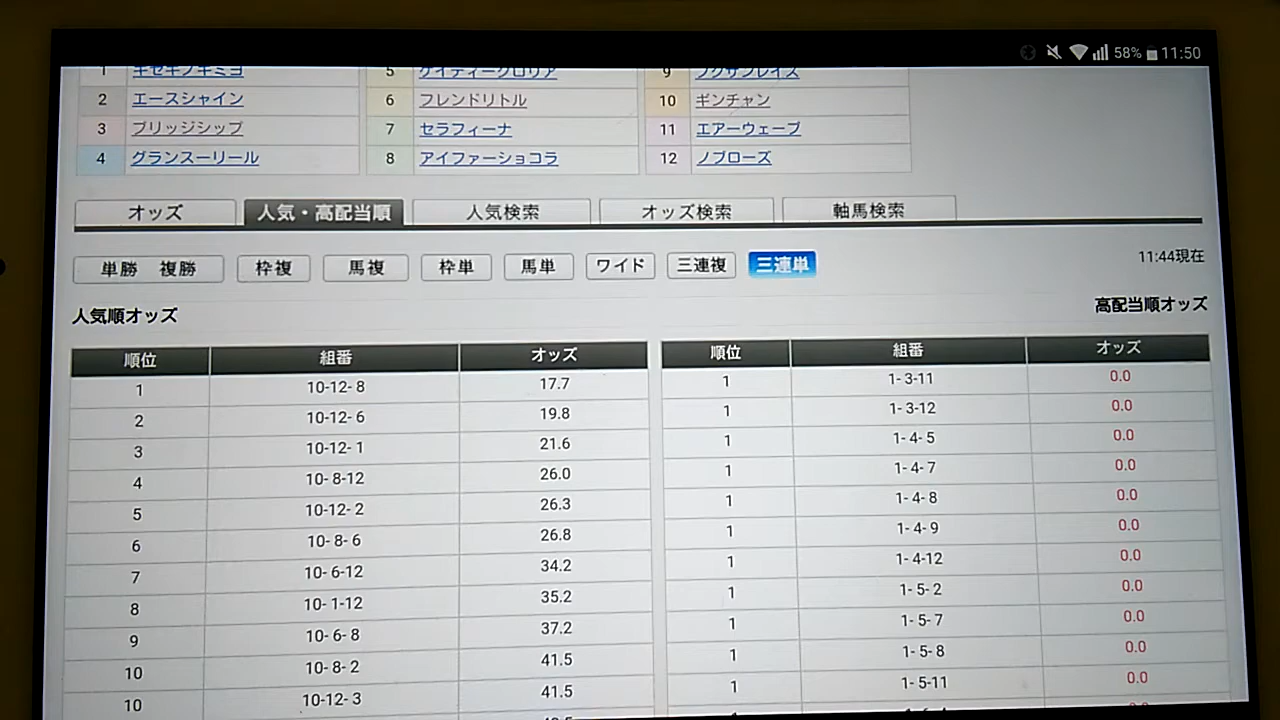 58% 11:50
1 キセキノキミヨ 5 ケイティークロリア 9 フクサンレイズ
2 エースシャイン 6 フレンドリトル 10 ギンチャン
3 ブリッジシップ 7 セラフィーナ 11 エアーウェーブ
4 グランスーリール 8 アイファーショコラ 12 ノブローズ
オッズ 人気・高配当順 人気検索 オッズ検索 軸馬検索
単勝 複勝 枠複 馬複 枠単 馬単 ワイド 三連複 三連単 11:44現在
人気順オッズ 高配当順オッズ
順位 組番 オッズ 順位 組番 オッズ
1 10-12- 8 17.7 1 1- 3-11 0.0
2 10-12- 6 19.8 1 1- 3-12 0.0
3 10-12- 1 21.6 1 1- 4- 5 0.0
4 10- 8-12 26.0 1 1- 4- 7 0.0
5 10-12- 2 26.3 1 1- 4- 8 0.0
6 10- 8- 6 26.8 1 1- 4- 9 0.0
7 10- 6-12 34.2 1 1- 4-12 0.0
8 10- 1-12 35.2 1 1- 5- 2 0.0
9 10- 6- 8 37.2 1 1- 5- 7 0.0
10 10- 8- 2 41.5 1 1- 5- 8 0.0
10 10-12- 3 41.5 1 1- 5-11 0.0